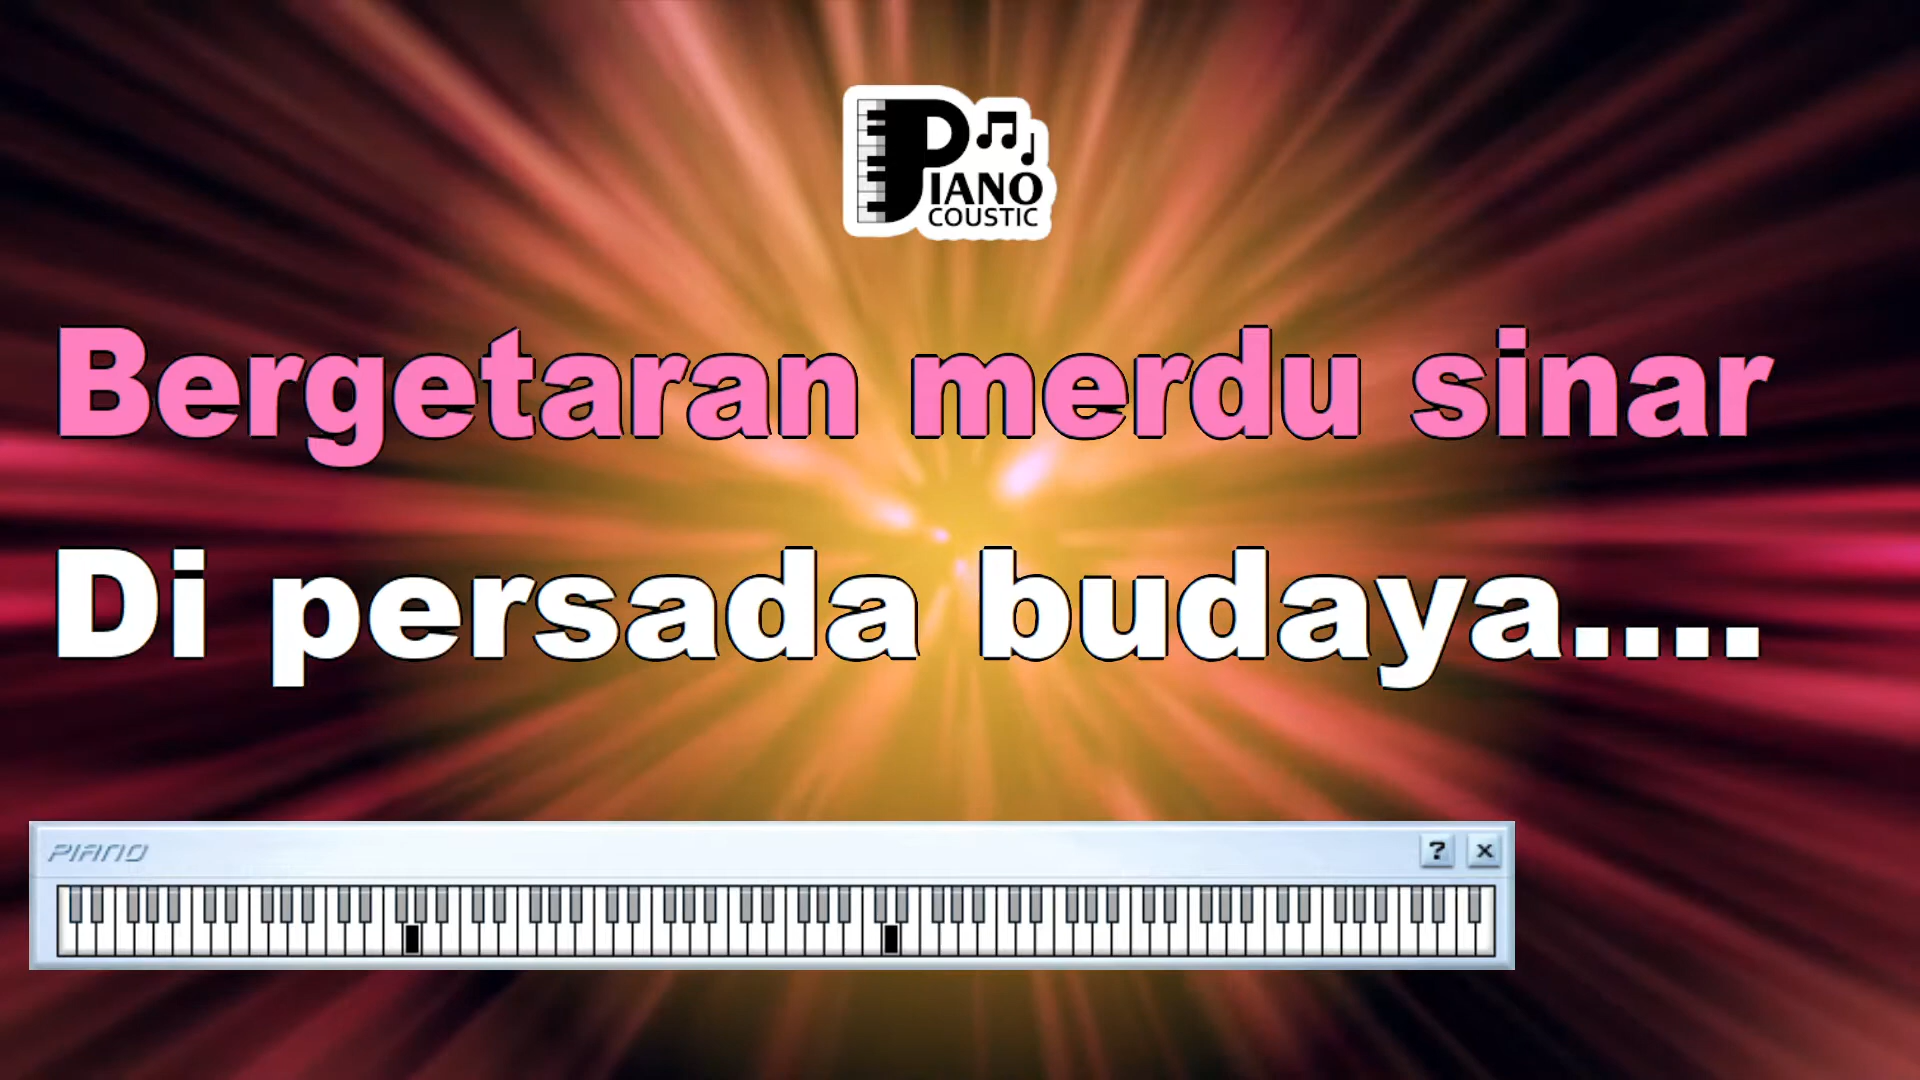 PIANO
COUSTIC
Bergetaran merdu sinar
Di persada budaya....
PIANO
? x